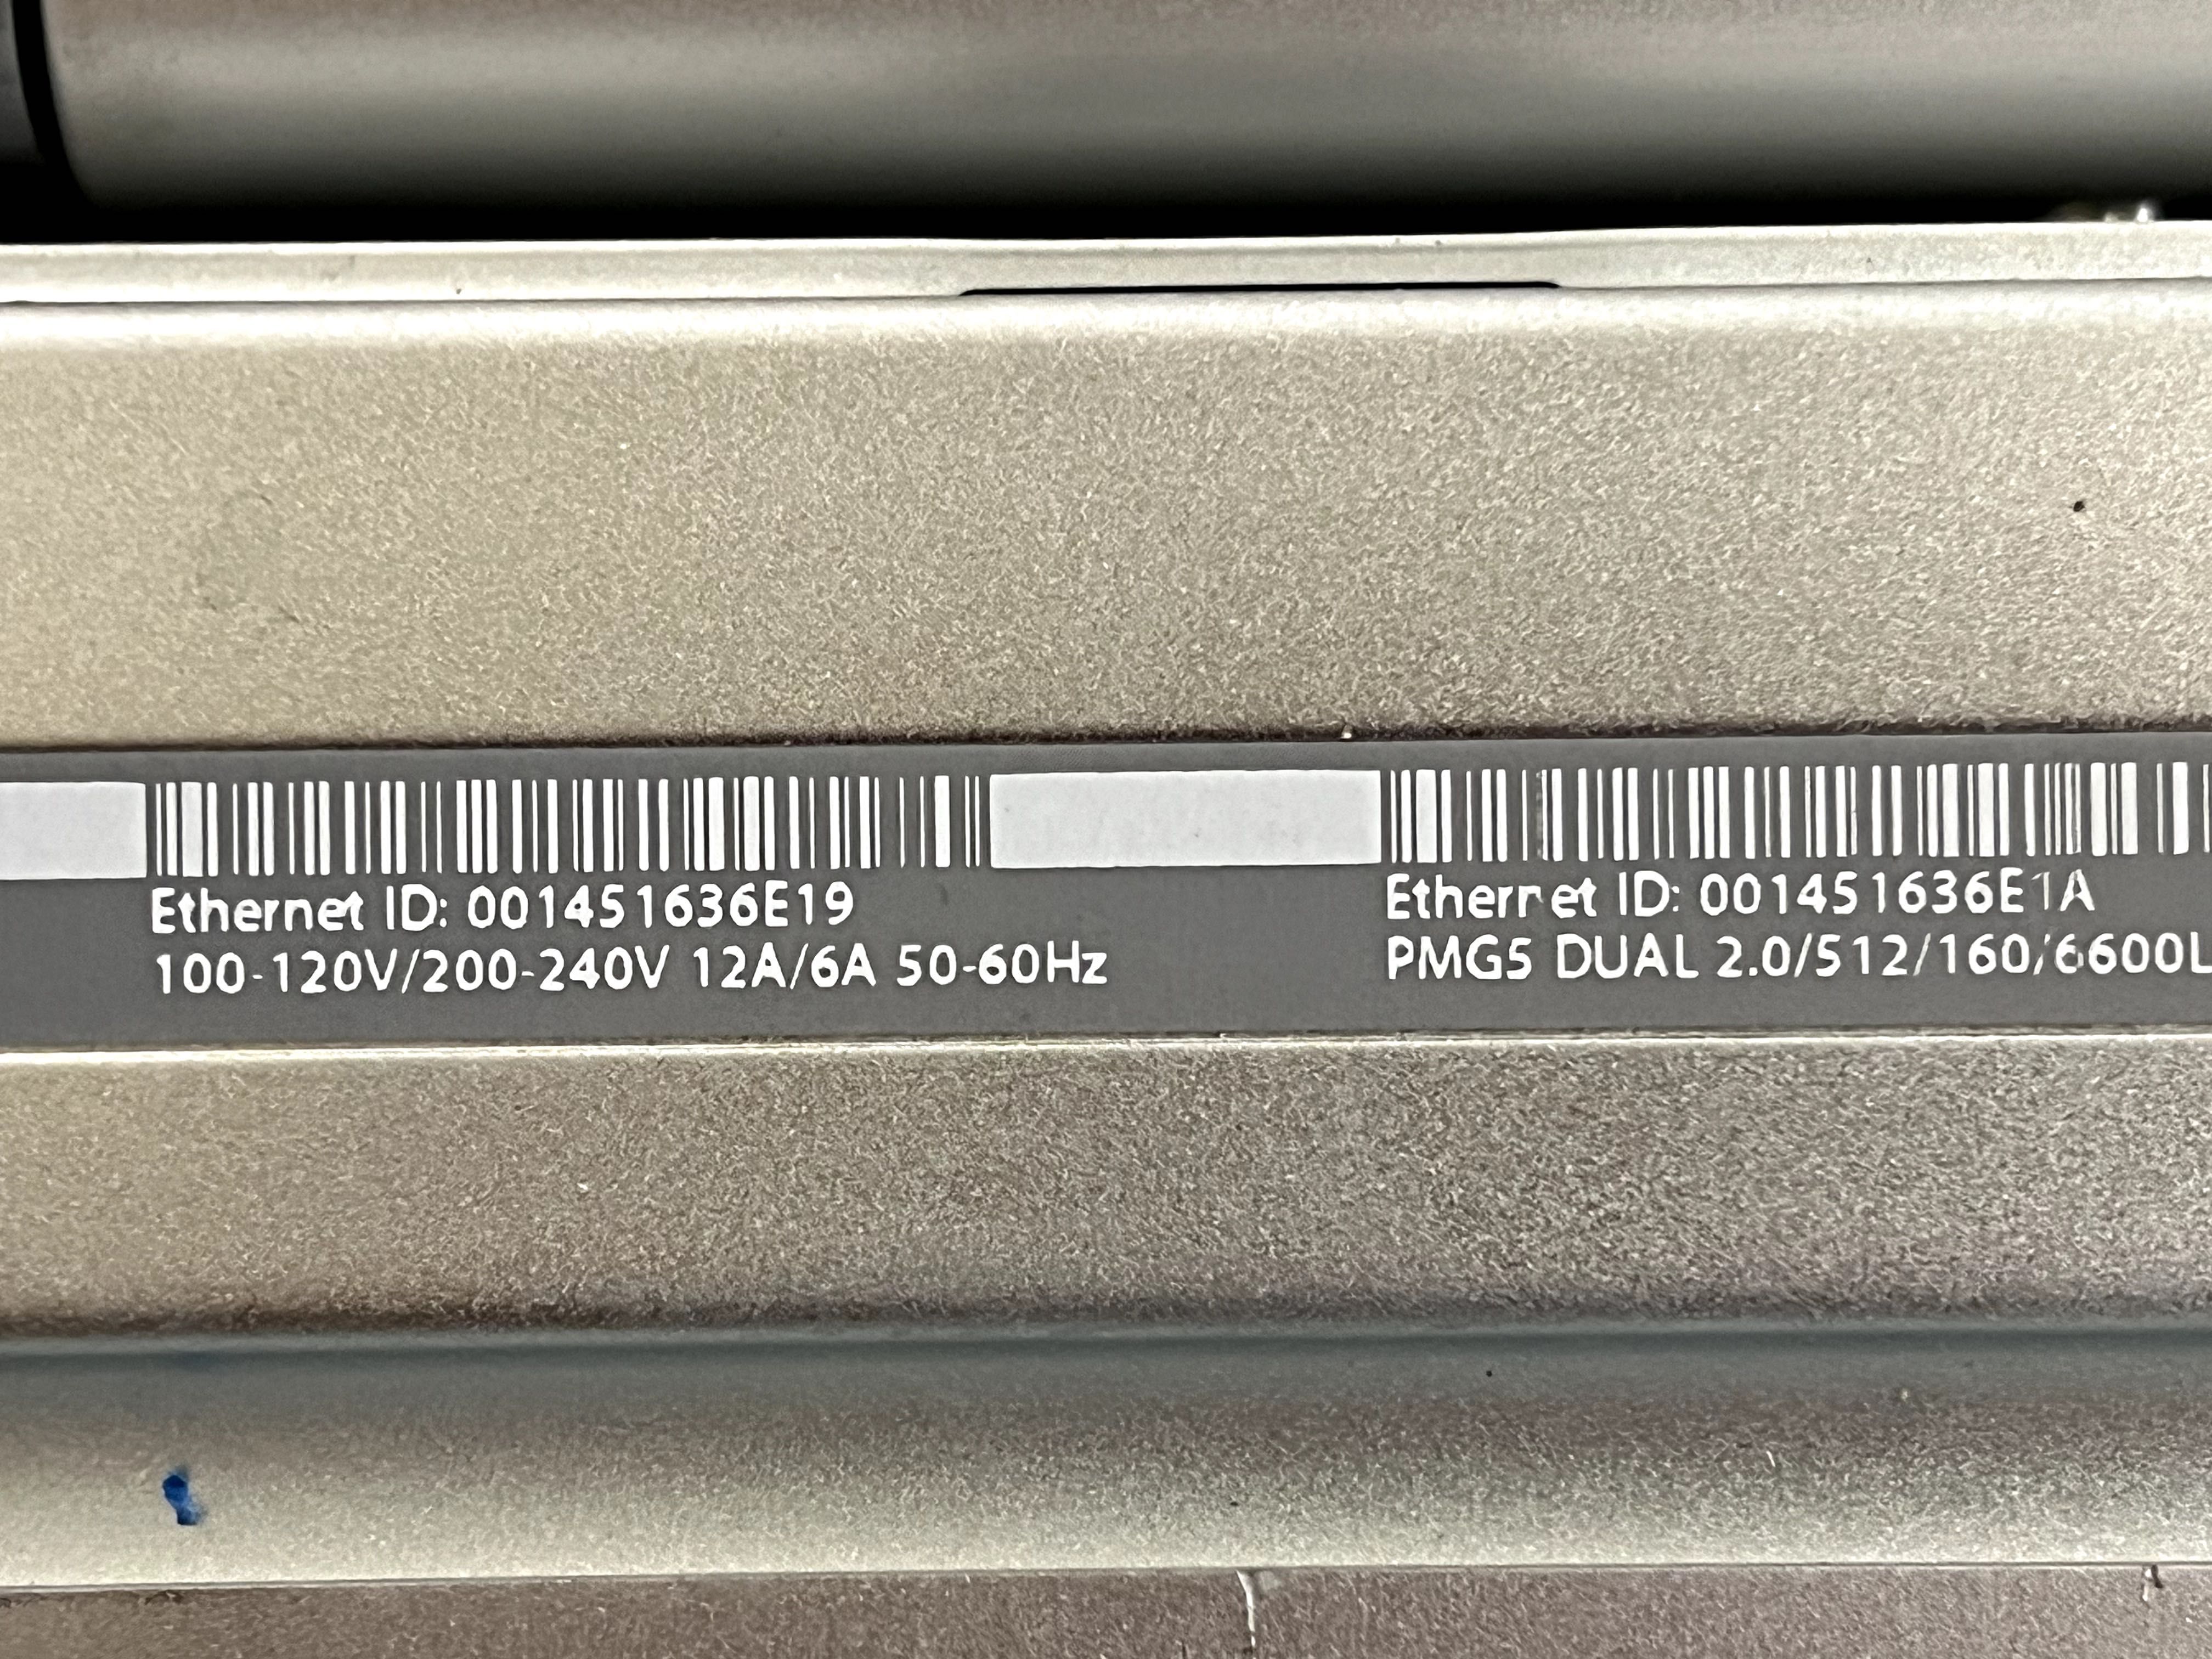 Ethernet ID: 001451636E19
100-120V/200-240V 12A/6A 50-60Hz
Ethernet ID: 001451636E1A
PMG5 DUAL 2.0/512/160/6600L